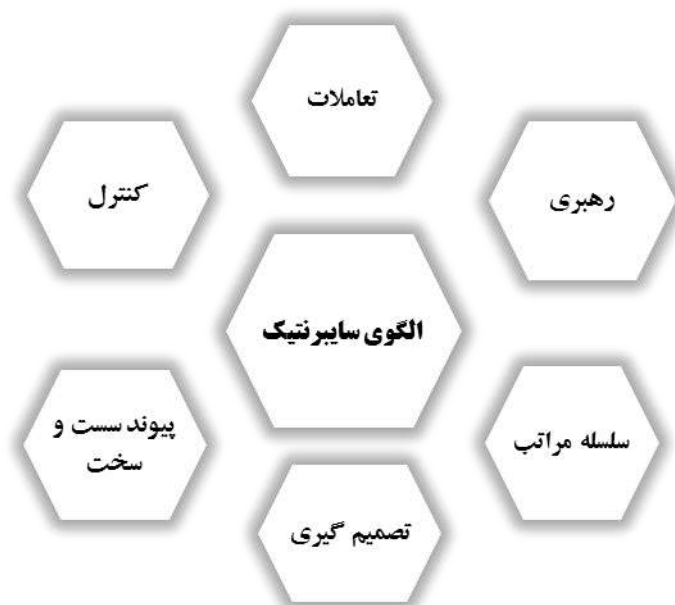 تعاملات
رهبری
کنترل
الگوی سایبرنتیک
سلسله مراتب
پیوند سست و
سخت
تصمیم گیری